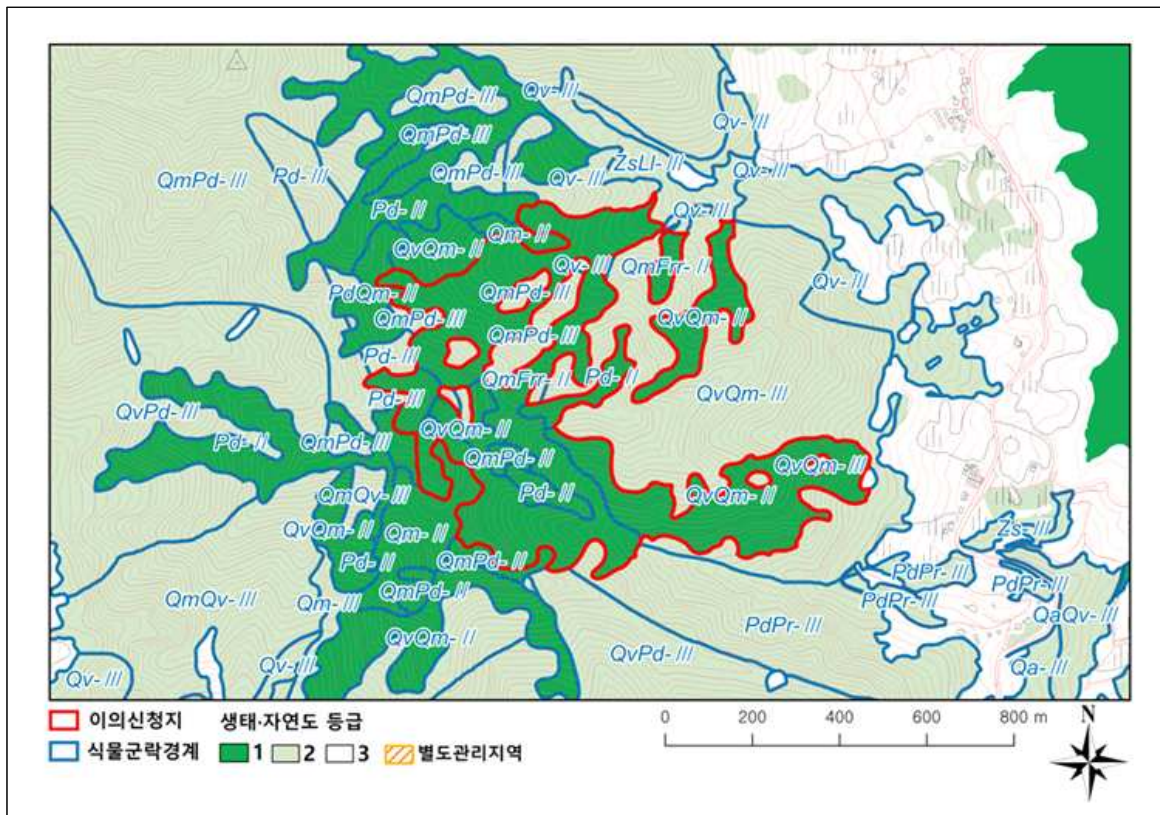 Qv- III
QmPd- III
Qv- III
QmPd- III
ZsLl- III
Qv- III
QmPd- III
Pd- III
QmPd- III
Qv- III
Pd- II
Qv- III
Qm- II
QvQm- II
Qv- III
QmFrr- II
Qv- III
PdQm- II
QmPd- III
QmPd- III
QvQm- II
QmPd- III
Pd- III
QmFrr- II
Pd- II
Pd- III
QvQm- III
QvPd- III
Pd- II
QmPd- III
QvQm- II
QmPd- II
QvQm- III
QmQv- III
Pd- II
QvQm- II
QvQm- II
Qm- II
Zs- III
Pd- II
QmPd- II
PdPr- III
PdPr- III
QmPd- II
PdPr- III
QmQv- III
Qm- III
QaQv- III
PdPr- III
QvQm- II
QvPd- III
Qv- III
Qv- III
Qa- III
이의신청지 생태·자연도 등급
식물군락경계 1 2 3 별도관리지역
0 200 400 600 800 m
N